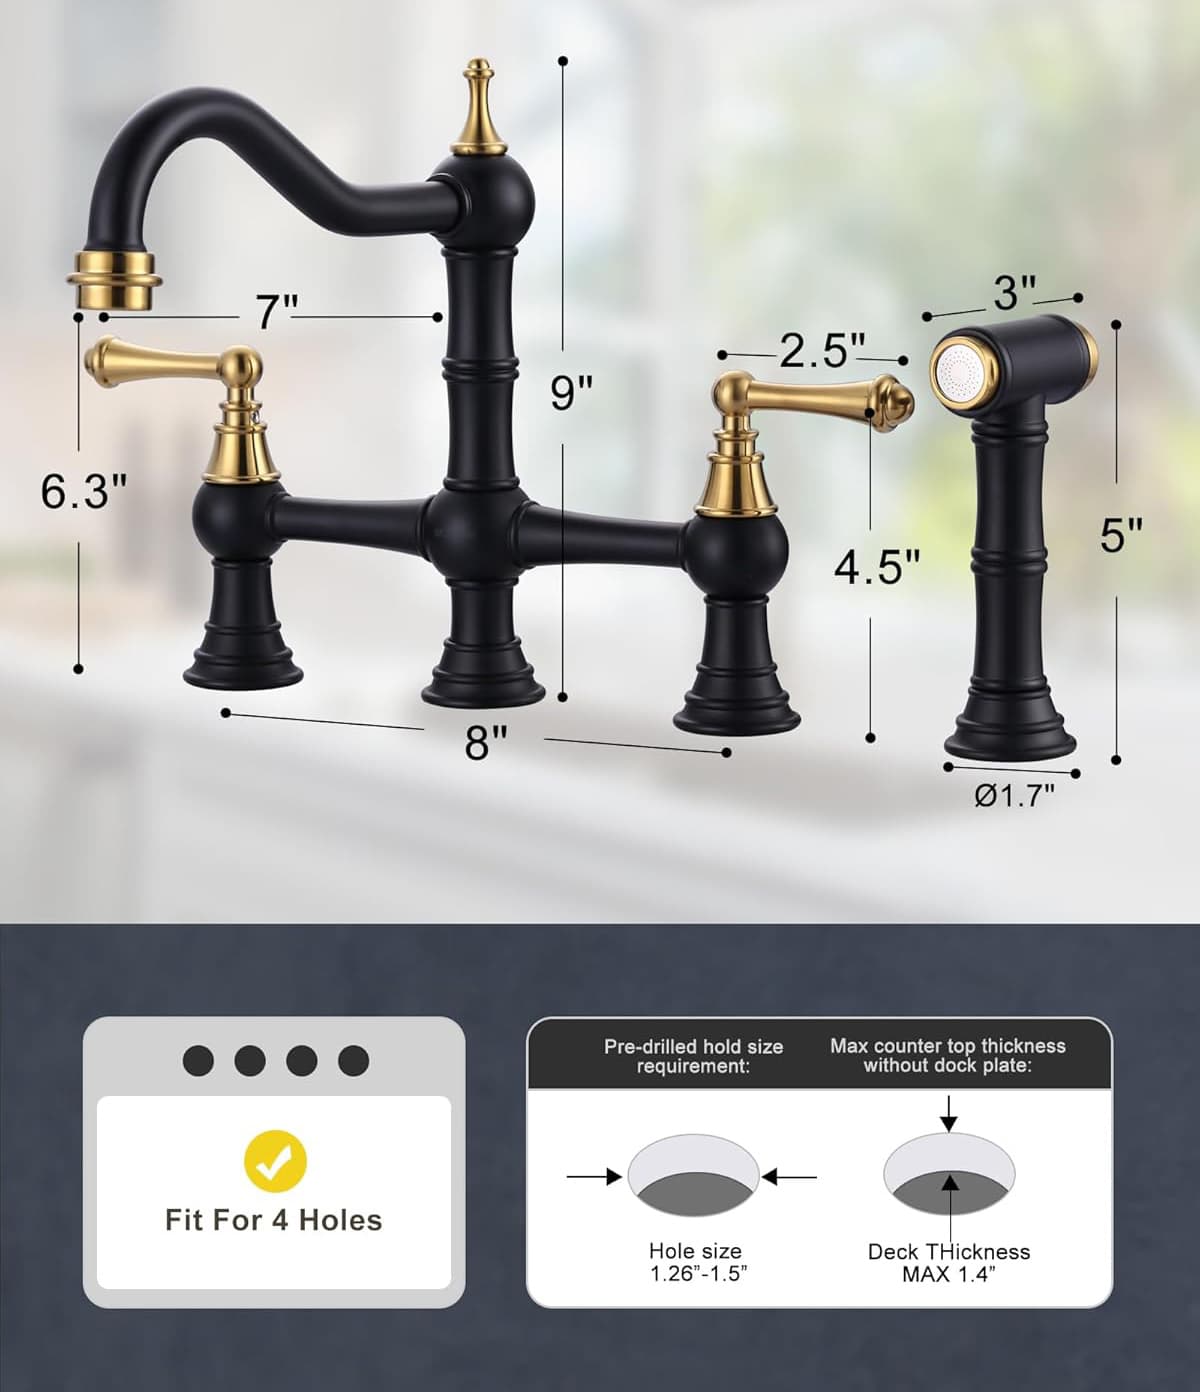 7"
9"
6.3"
8"
2.5"
4.5"
3"
5"
Ø1.7"
Fit For 4 Holes
Pre-drilled hold size
requirement:
Max counter top thickness
without dock plate:
Hole size
1.26”-1.5”
Deck THickness
MAX 1.4”